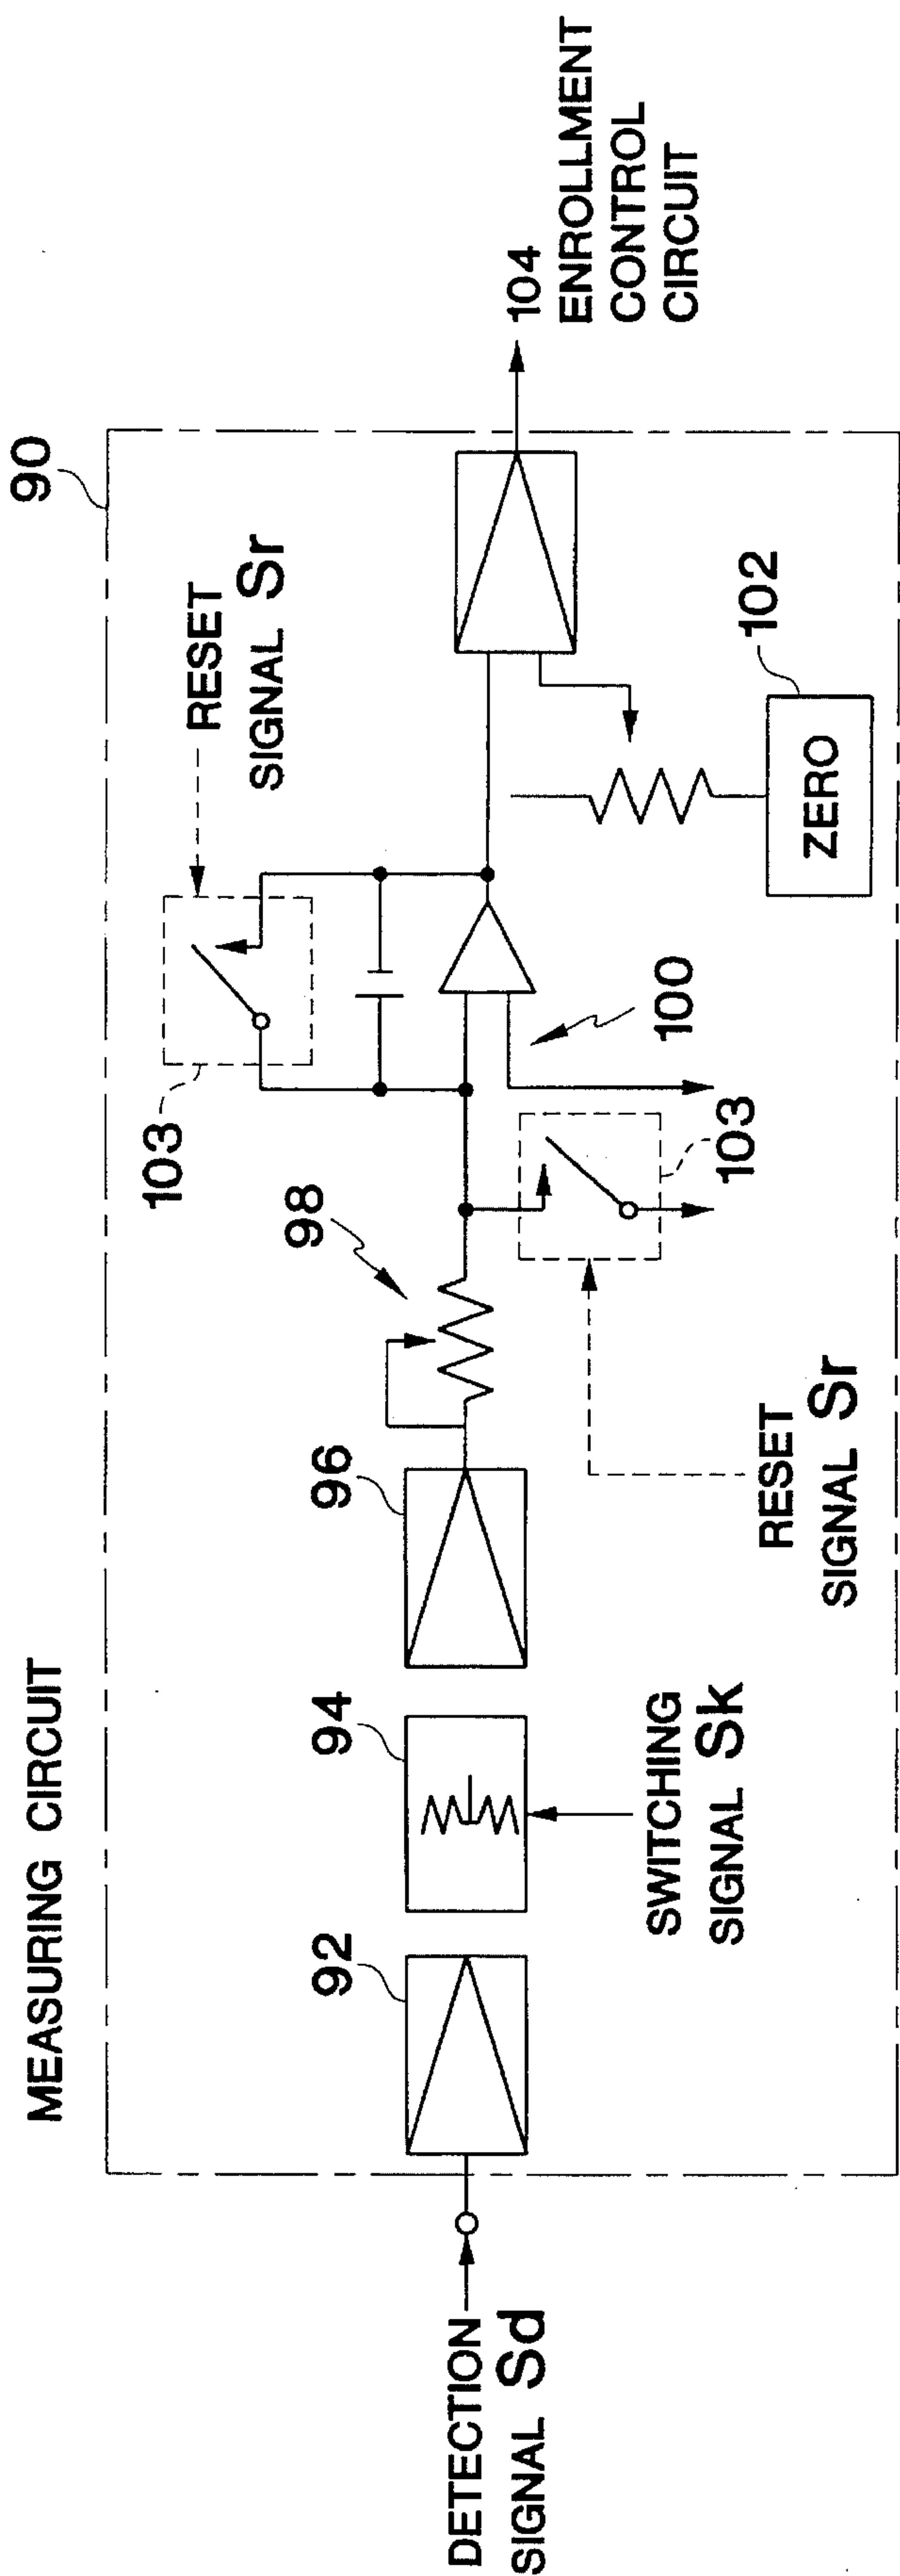 MEASURING CIRCUIT
90
DETECTION
SIGNAL Sd
92
94
SWITCHING
SIGNAL Sk
96
98
RESET
SIGNAL Sr
103
103
RESET
SIGNAL Sr
100
102
ZERO
104
ENROLLMENT
CONTROL
CIRCUIT